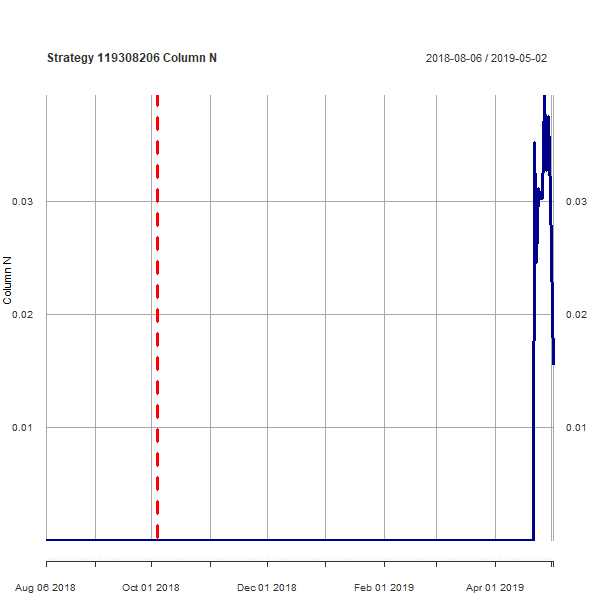 Strategy 119308206 Column N
2018-08-06 / 2019-05-02
0.03
0.03
Column N
0.02
0.02
0.01
0.01
Aug 06 2018
Oct 01 2018
Dec 01 2018
Feb 01 2019
Apr 01 2019